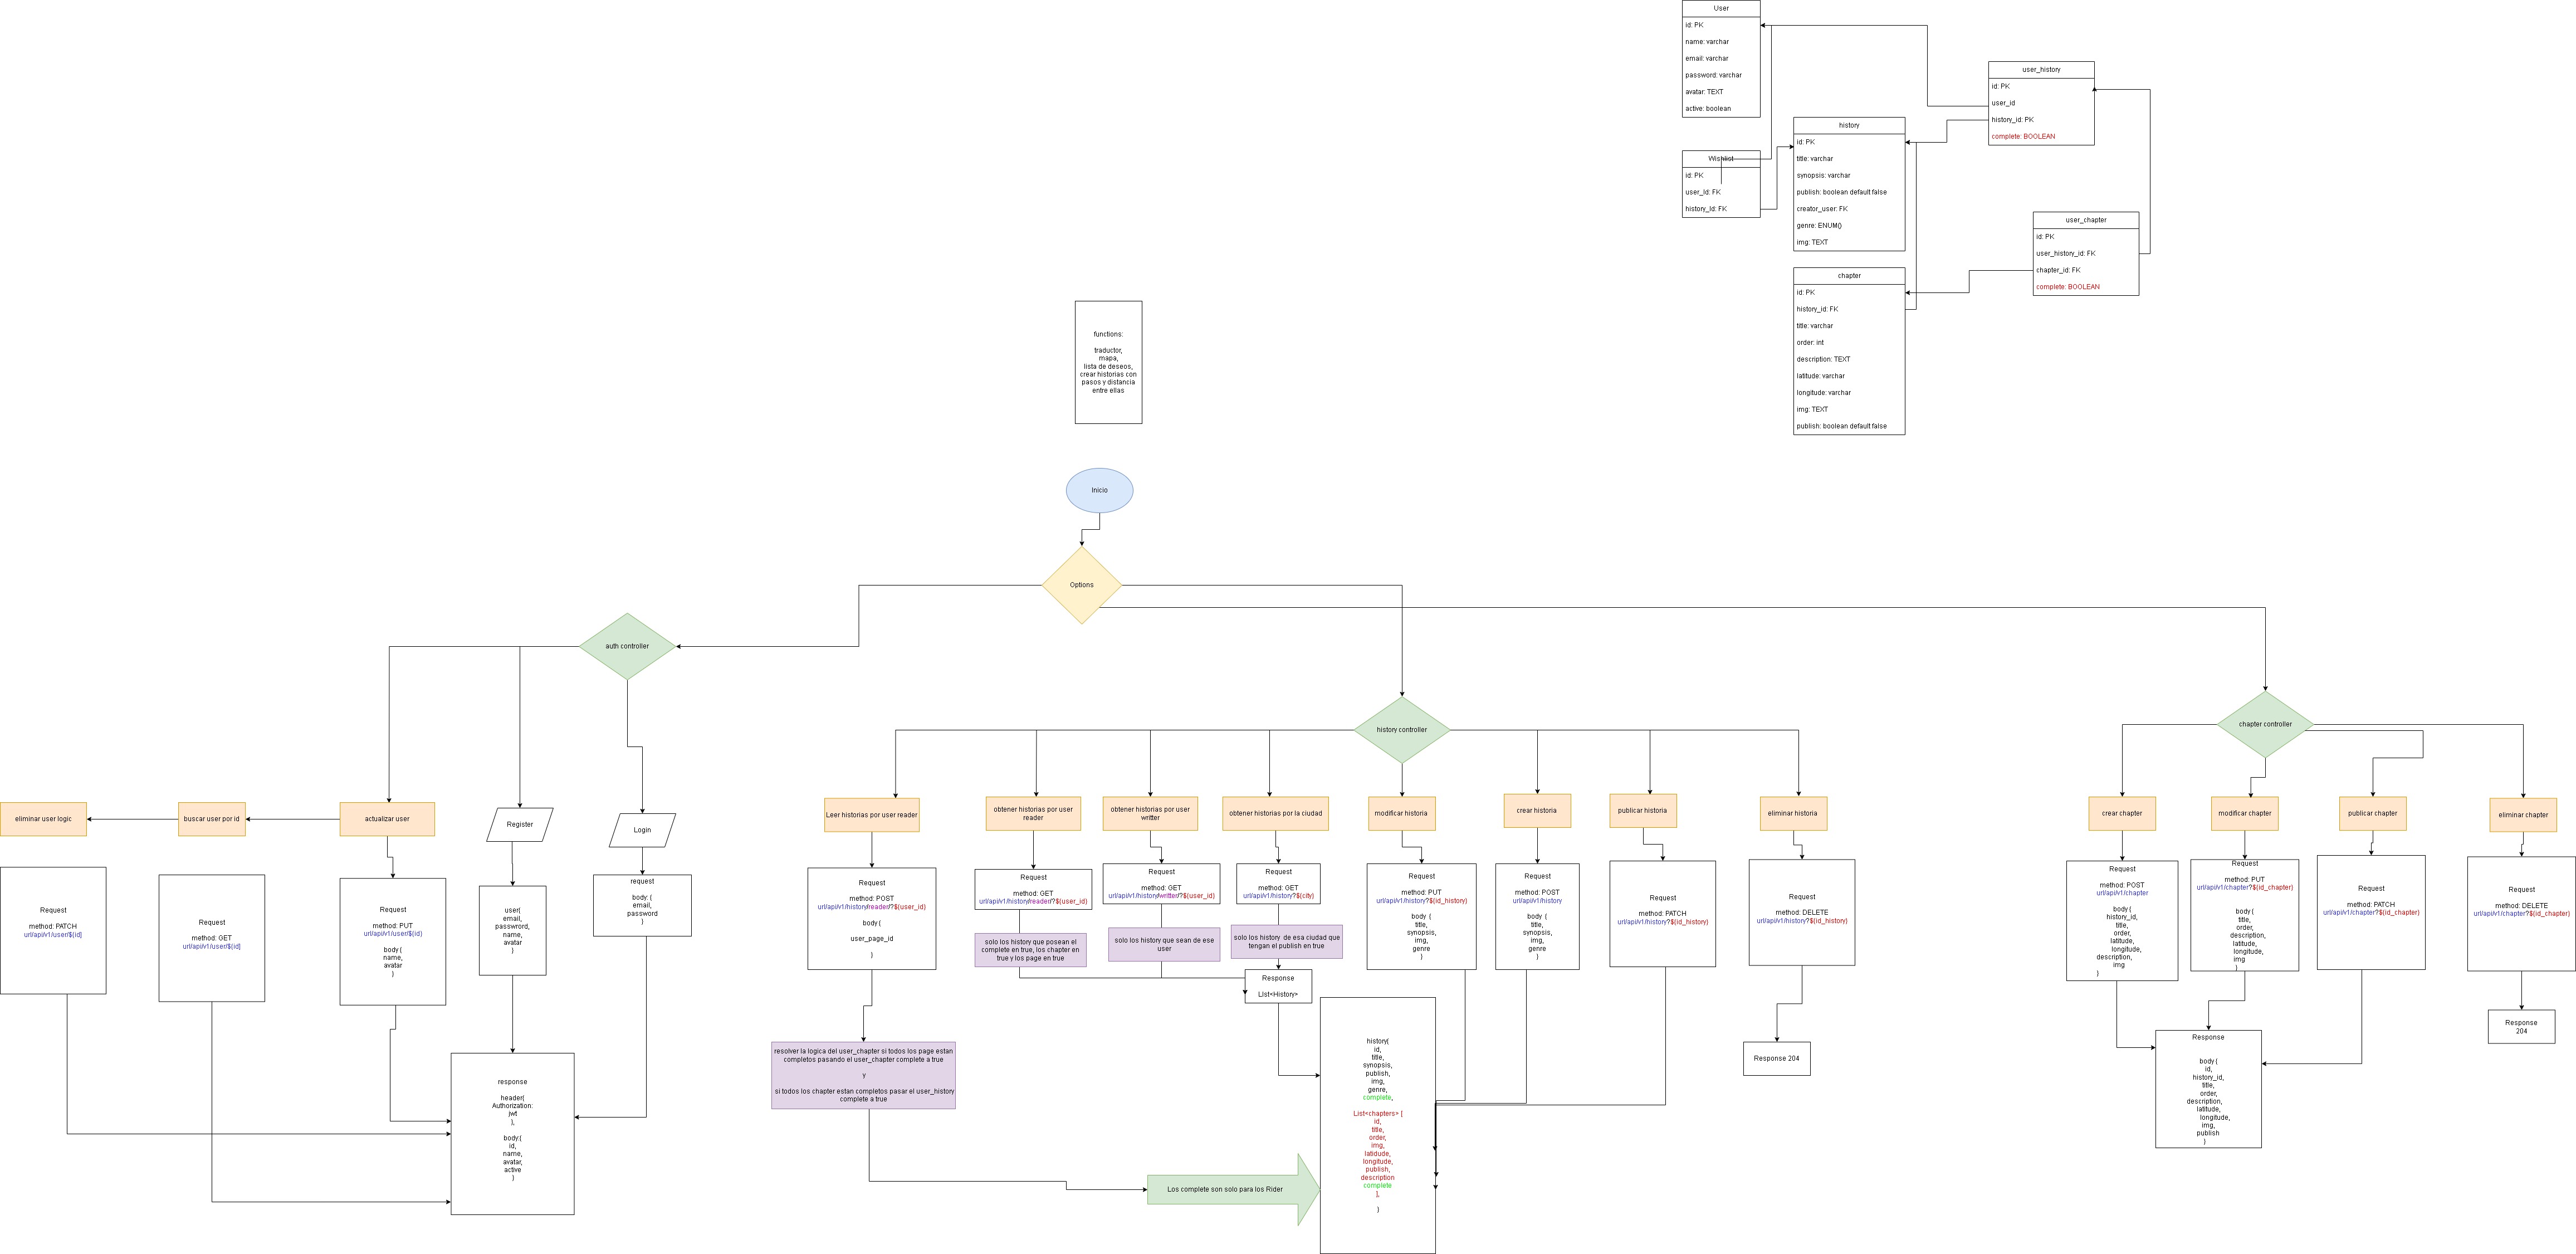 User
id: PK
name: varchar
email: varchar
password: varchar
avatar: TEXT
active: boolean
user_history
id: PK
user_id
history_id: PK
complete: BOOLEAN
history
id: PK
title: varchar
synopsis: varchar
publish: boolean default false
creator_user: FK
genre: ENUM()
img: TEXT
Wishlist
id: PK
user_Id: FK
history_Id: FK
user_chapter
id: PK
user_history_id: FK
chapter_id: FK
complete: BOOLEAN
chapter
id: PK
history_id: FK
title: varchar
order: int
description: TEXT
latitude: varchar
longitude: varchar
img: TEXT
publish: boolean default false
functions:
traductor,
mapa,
lista de deseos,
crear historias con
pasos y distancia
entre ellas
Inicio
Options
auth controller
history controller
chapter controller
eliminar user logic
buscar user por id
actualizar user
Register
Login
Leer historias por user reader
obtener historias por user
reader
obtener historias por user
writter
obtener historias por la ciudad
modificar historia
crear historia
publicar historia
eliminar historia
crear chapter
modificar chapter
publicar chapter
eliminar chapter
Request
method: PATCH
url/api/v1/user/${id]
Request
method: GET
url/api/v1/user/${id]
Request
method: PUT
url/api/v1/user/${id}
body {
name,
avatar
}
user{
email,
passwrord,
name,
avatar
}
request
body: {
email,
password
}
Request
method: POST
url/api/v1/history/reader/?${user_id}
body {
user_page_id
}
Request
method: GET
url/api/v1/history/reader/?${user_id}
Request
method: GET
url/api/v1/history/writter/?${user_id}
Request
method: GET
url/api/v1/history?${city}
Request
method: PUT
url/api/v1/history?${id_history}
body {
title,
synopsis,
img,
genre
}
Request
method: POST
url/api/v1/history
body {
title,
synopsis,
img,
genre
}
Request
method: PATCH
url/api/v1/history?${id_history}
Request
method: DELETE
url/api/v1/history?${id_history}
Request
method: POST
url/api/v1/chapter
body {
history_id,
title,
order,
latitude,
longitude,
description,
img
}
Request
method: PUT
url/api/v1/chapter?${id_chapter}
body {
title,
order,
description,
latitude,
longitude,
img
}
Request
method: PATCH
url/api/v1/chapter?${id_chapter}
Request
method: DELETE
url/api/v1/chapter?${id_chapter}
solo los history que posean el
complete en true, los chapter en
true y los page en true
solo los history que sean de ese
user
solo los history de esa ciudad que
tengan el publish en true
Response
LIst<History>
resolver la logica del user_chapter si todos los page estan
completos pasando el user_chapter complete a true
y
si todos los chapter estan completos pasar el user_history
complete a true
Response 204
Response
204
response
header{
Authorization:
jwt
},
body:{
id,
name,
avatar,
active
}
Los complete son solo para los Rider
history{
id,
title,
synopsis,
publish,
img,
genre,
complete,
List<chapters> [
id,
title,
order,
img,
latidude,
longitude,
publish,
description
complete
],
}
Response
body {
id,
history_id,
title,
order,
description,
latitude,
longitude,
img,
publish
}